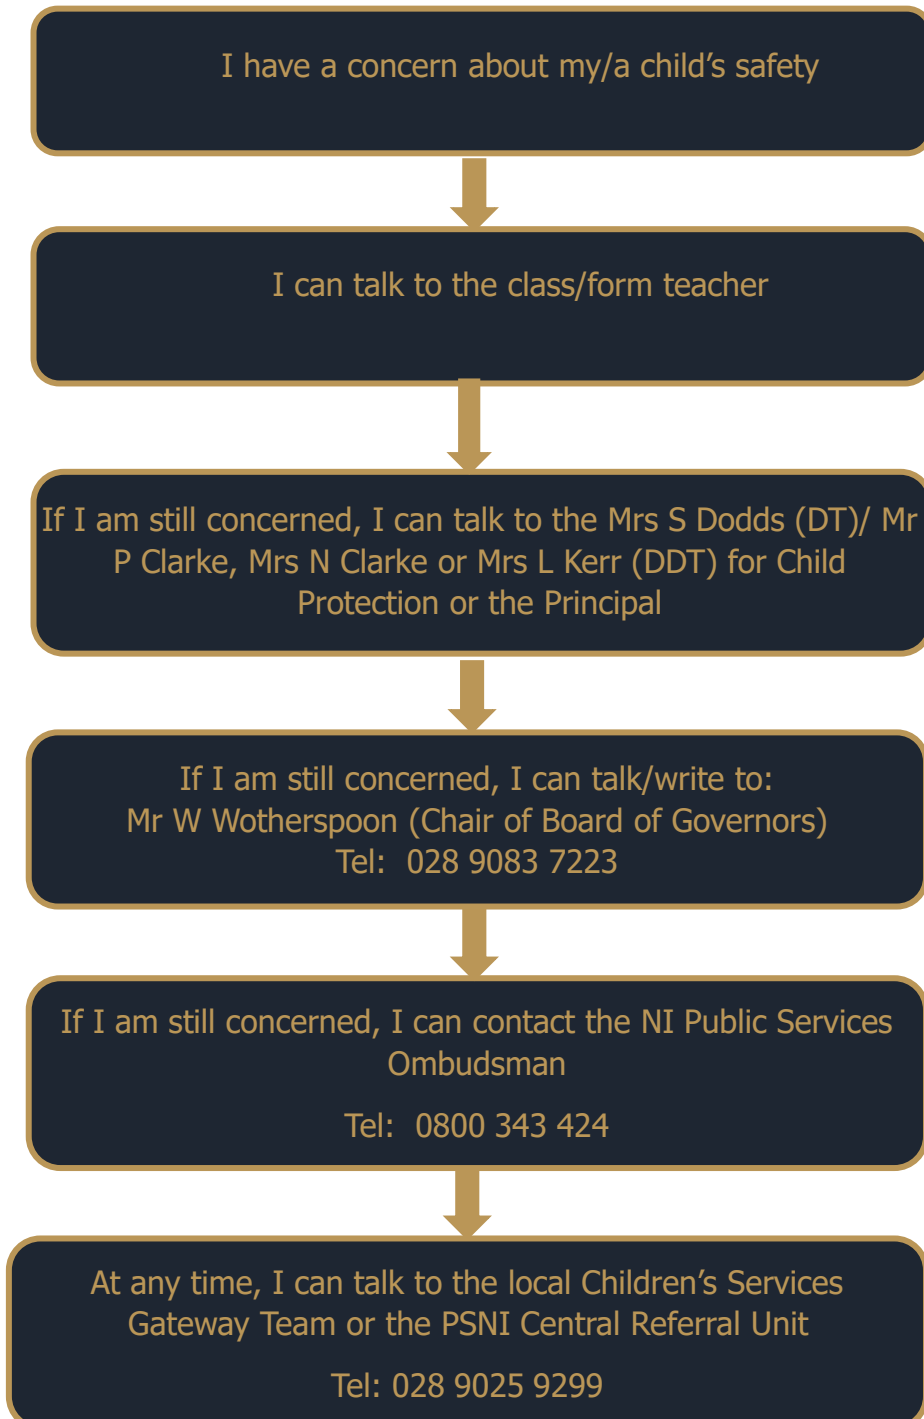 I have a concern about my/a child’s safety
I can talk to the class/form teacher
If I am still concerned, I can talk to the Mrs S Dodds (DT)/ Mr
P Clarke, Mrs N Clarke or Mrs L Kerr (DDT) for Child
Protection or the Principal
If I am still concerned, I can talk/write to:
Mr W Wotherspoon (Chair of Board of Governors)
Tel:  028 9083 7223
If I am still concerned, I can contact the NI Public Services
Ombudsman
Tel:  0800 343 424
At any time, I can talk to the local Children’s Services
Gateway Team or the PSNI Central Referral Unit
Tel: 028 9025 9299